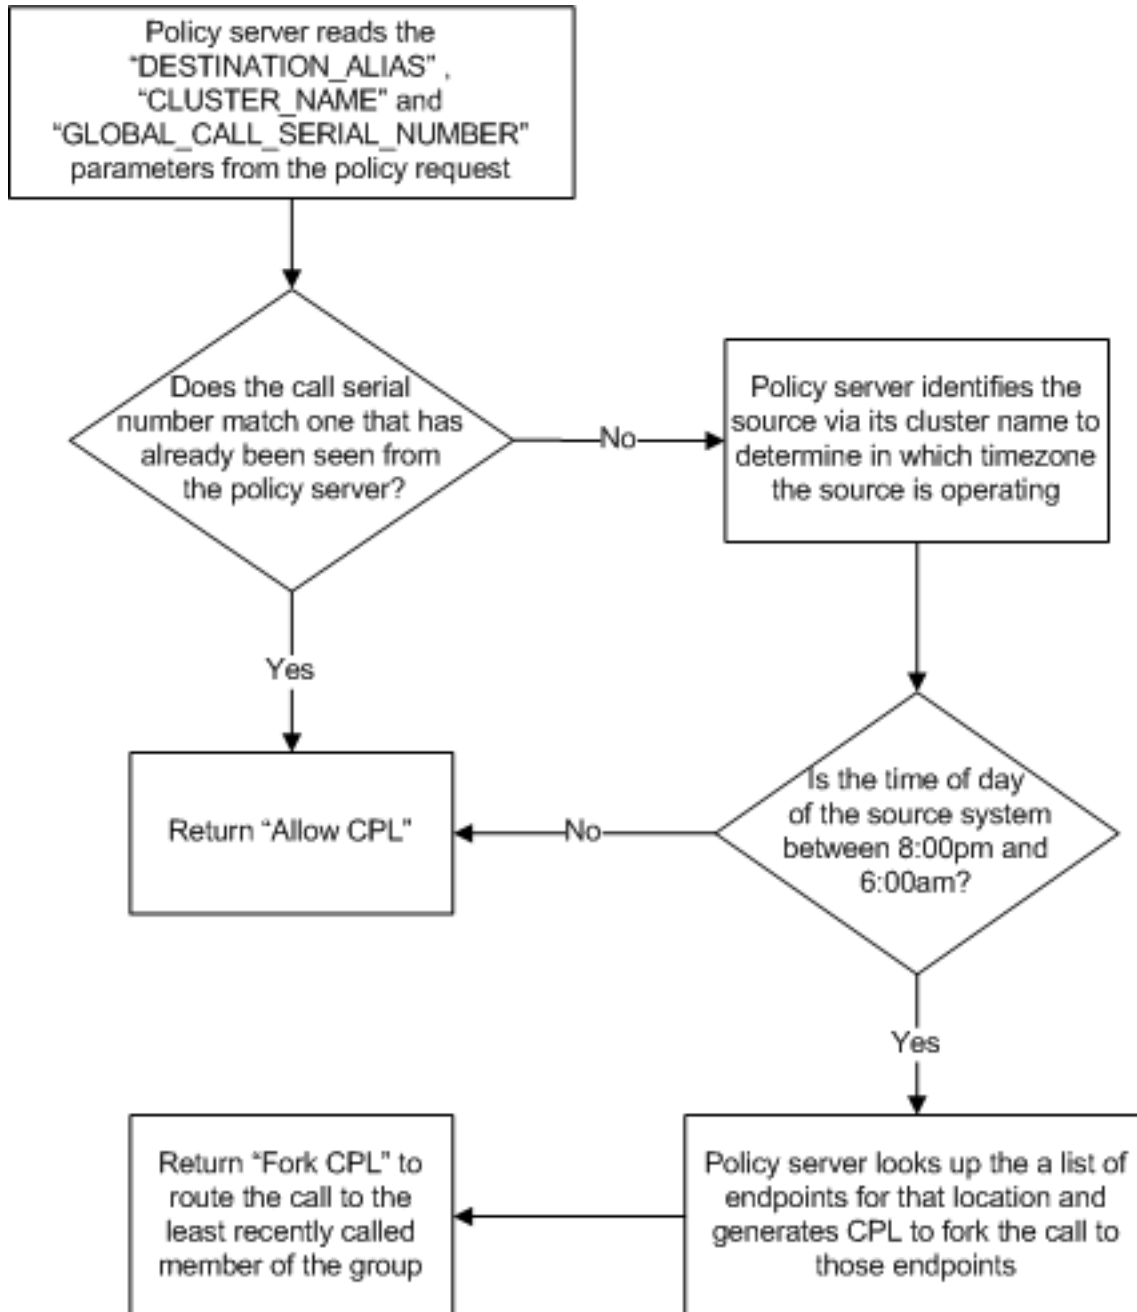 Policy server reads the
“DESTINATION_ALIAS” ,
“CLUSTER_NAME” and
“GLOBAL_CALL_SERIAL_NUMBER”
parameters from the policy request
Does the call serial
number match one that has
already been seen from
the policy server?
No
Policy server identifies the
source via its cluster name to
determine in which timezone
the source is operating
Yes
Return “Allow CPL”
No
Is the time of day
of the source system
between 8:00pm and
6:00am?
Yes
Return “Fork CPL” to
route the call to the
least recently called
member of the group
Policy server looks up the a list of
endpoints for that location and
generates CPL to fork the call to
those endpoints